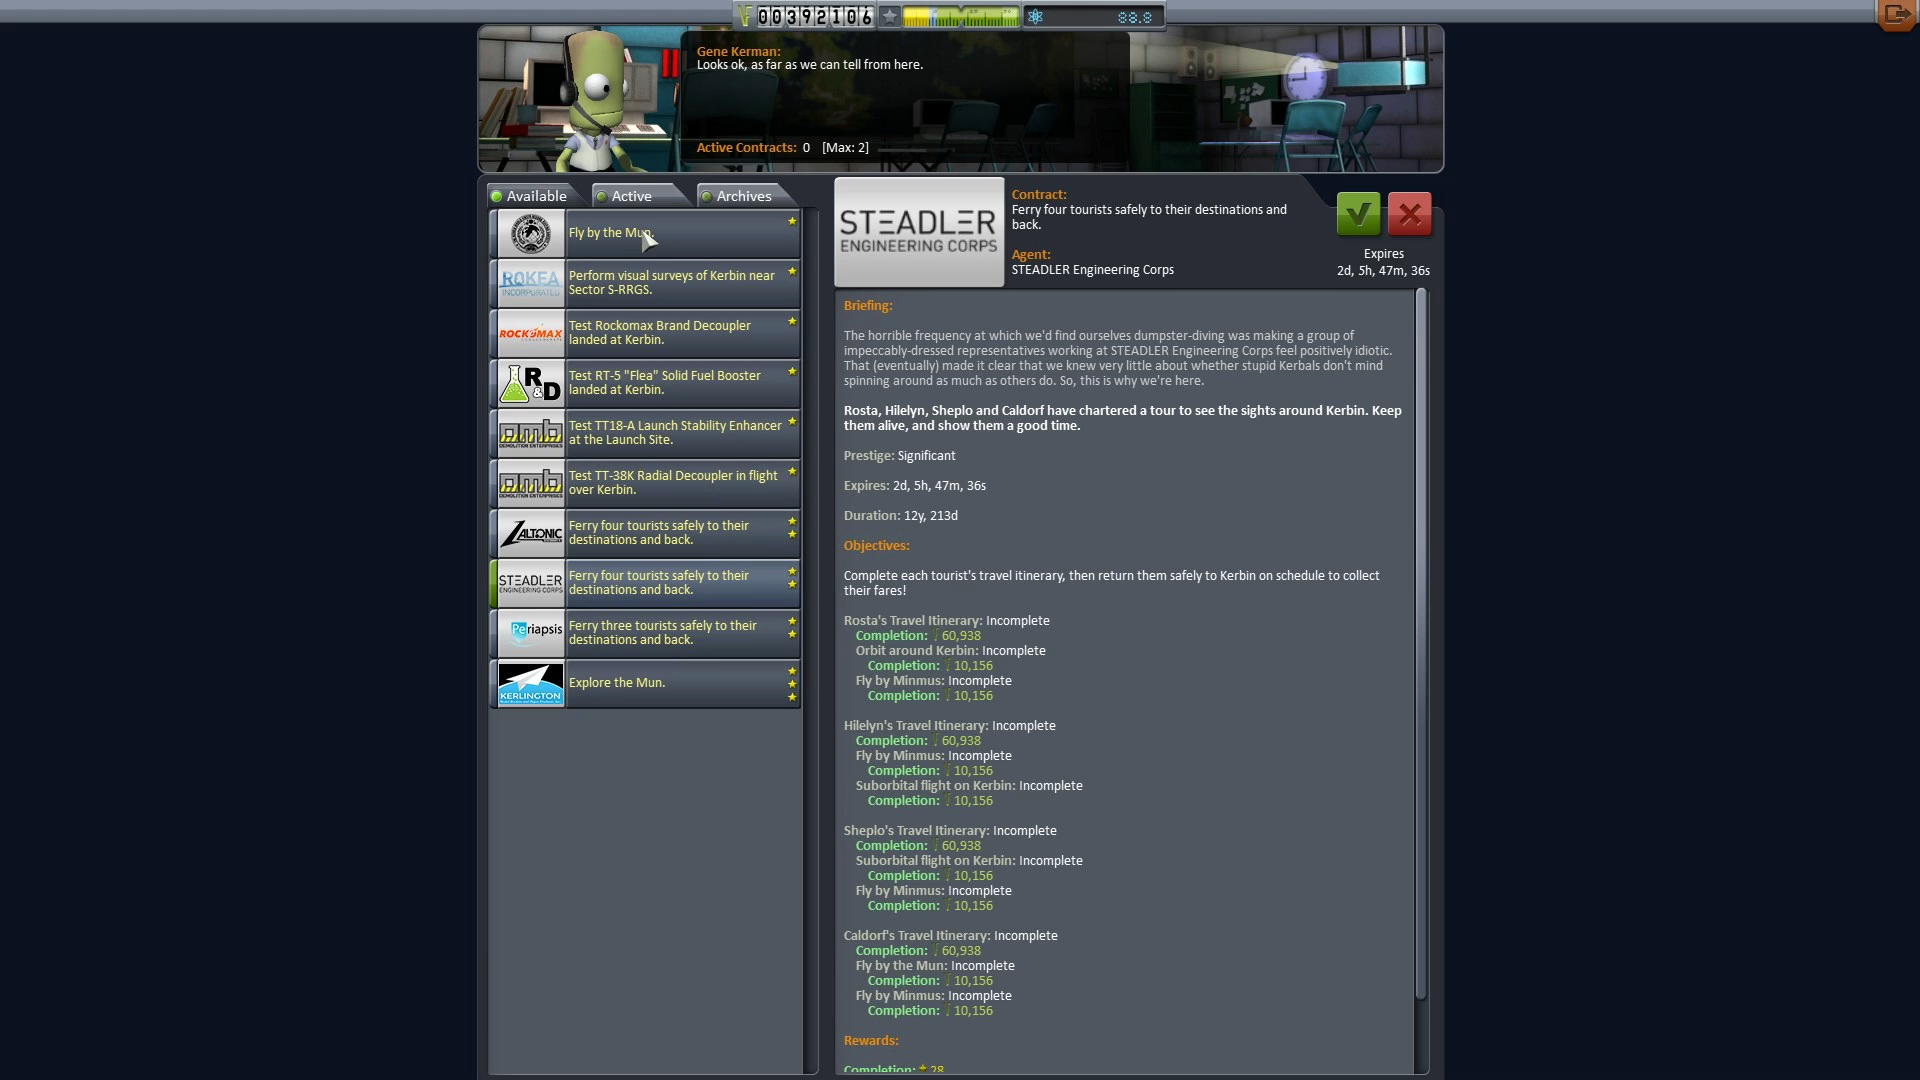 00392106
Gene Kerman:
Looks ok, as far as we can tell from here.
Active Contracts: 0 [Max: 2]
Available
Active
Archives
Fly by the Mun.
ROKEA
INCORPORATED
Perform visual surveys of Kerbin near
Sector S-RRGS.
ROCKOMAX
Test Rockomax Brand Decoupler
landed at Kerbin.
R&D
Test RT-5 "Flea" Solid Fuel Booster
landed at Kerbin.
DEMOLITION ENTERPRISES
Test TT18-A Launch Stability Enhancer
at the Launch Site.
DEMOLITION ENTERPRISES
Test TT-38K Radial Decoupler in flight
over Kerbin.
ZALTONIC
Ferry four tourists safely to their
destinations and back.
STEADLER
ENGINEERING CORPS
Ferry four tourists safely to their
destinations and back.
Periapsis
Ferry three tourists safely to their
destinations and back.
KERLINGTON
Explore the Mun.
STEADLER
ENGINEERING CORPS
Contract:
Ferry four tourists safely to their destinations and
back.
Agent:
STEADLER Engineering Corps
Expires
2d, 5h, 47m, 36s
Briefing:
The horrible frequency at which we'd find ourselves dumpster-diving was making a group of
impeccably-dressed representatives working at STEADLER Engineering Corps feel positively idiotic.
That (eventually) made it clear that we knew very little about whether stupid Kerbals don't mind
spinning around as much as others do. So, this is why we're here.
Rosta, Hilelyn, Sheplo and Caldorf have chartered a tour to see the sights around Kerbin. Keep
them alive, and show them a good time.
Prestige: Significant
Expires: 2d, 5h, 47m, 36s
Duration: 12y, 213d
Objectives:
Complete each tourist's travel itinerary, then return them safely to Kerbin on schedule to collect
their fares!
Rosta's Travel Itinerary: Incomplete
Completion: 60,938
Orbit around Kerbin: Incomplete
Completion: 10,156
Fly by Minmus: Incomplete
Completion: 10,156
Hilelyn's Travel Itinerary: Incomplete
Completion: 60,938
Fly by Minmus: Incomplete
Completion: 10,156
Suborbital flight on Kerbin: Incomplete
Completion: 10,156
Sheplo's Travel Itinerary: Incomplete
Completion: 60,938
Suborbital flight on Kerbin: Incomplete
Completion: 10,156
Fly by Minmus: Incomplete
Completion: 10,156
Caldorf's Travel Itinerary: Incomplete
Completion: 60,938
Fly by the Mun: Incomplete
Completion: 10,156
Fly by Minmus: Incomplete
Completion: 10,156
Rewards:
Completion: 28